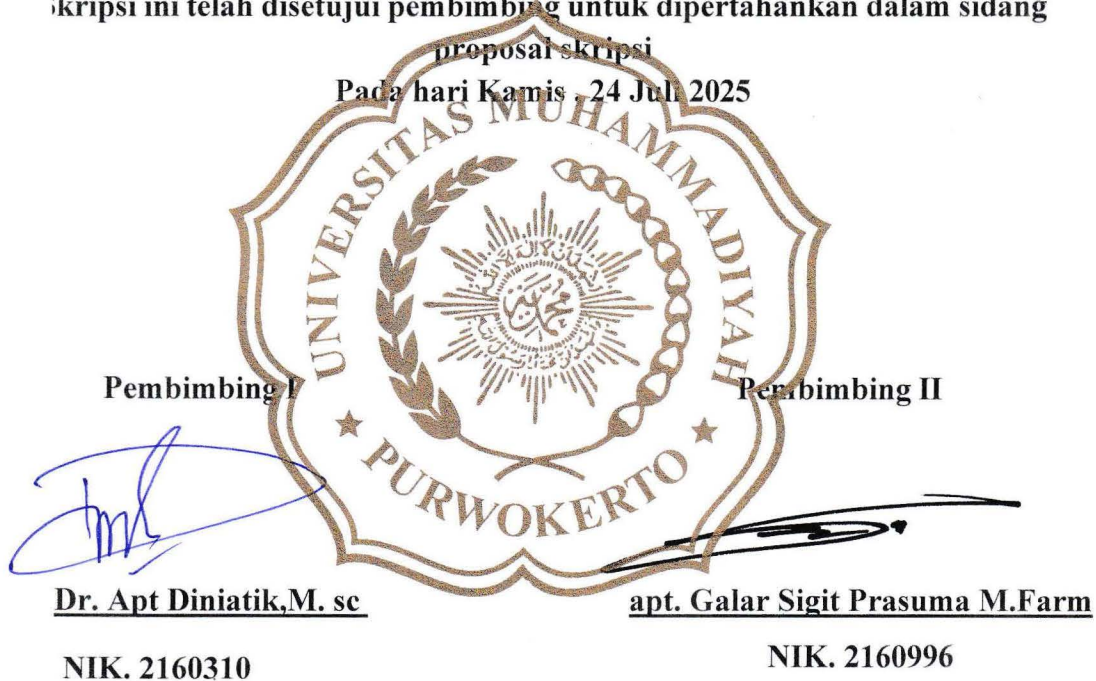 skripsi ini telah disetujui pembimbing untuk dipertahankan dalam sidang
proposal skripsi
Pada hari Kamis , 24 Juli 2025
UNIVERSITAS MUHAMMADIYAH
PURWOKERTO
Pembimbing I
Pembimbing II
Dr. Apt Diniatik,M. sc
apt. Galar Sigit Prasuma M.Farm
NIK. 2160310
NIK. 2160996